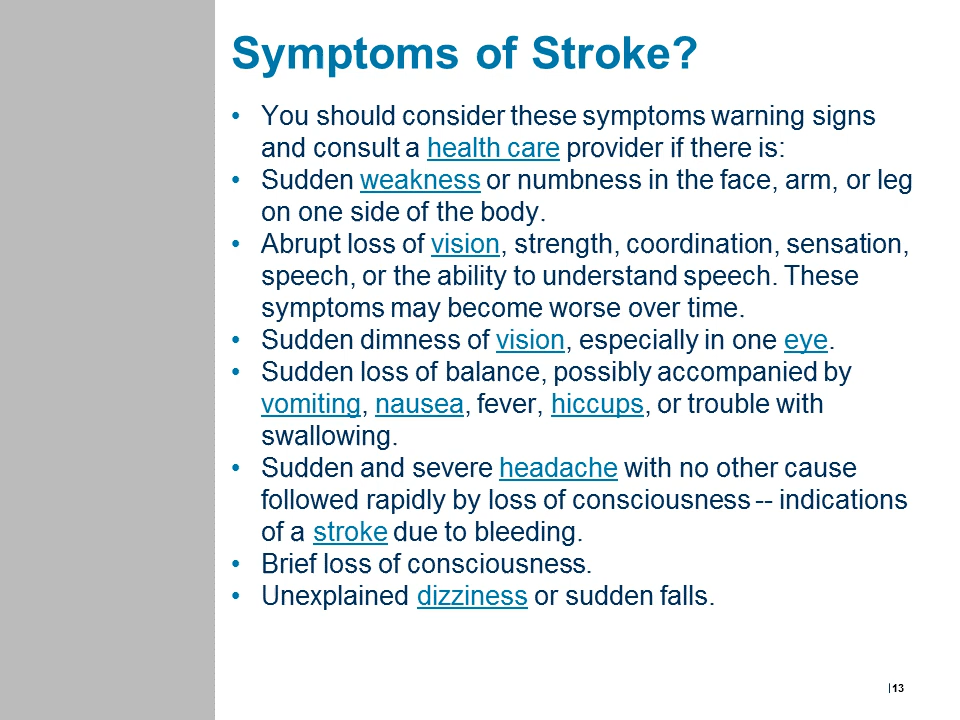 Symptoms of Stroke?
• You should consider these symptoms warning signs
and consult a health care provider if there is:
• Sudden weakness or numbness in the face, arm, or leg
on one side of the body.
• Abrupt loss of vision, strength, coordination, sensation,
speech, or the ability to understand speech. These
symptoms may become worse over time.
• Sudden dimness of vision, especially in one eye.
• Sudden loss of balance, possibly accompanied by
vomiting, nausea, fever, hiccups, or trouble with
swallowing.
• Sudden and severe headache with no other cause
followed rapidly by loss of consciousness -- indications
of a stroke due to bleeding.
• Brief loss of consciousness.
• Unexplained dizziness or sudden falls.
|13